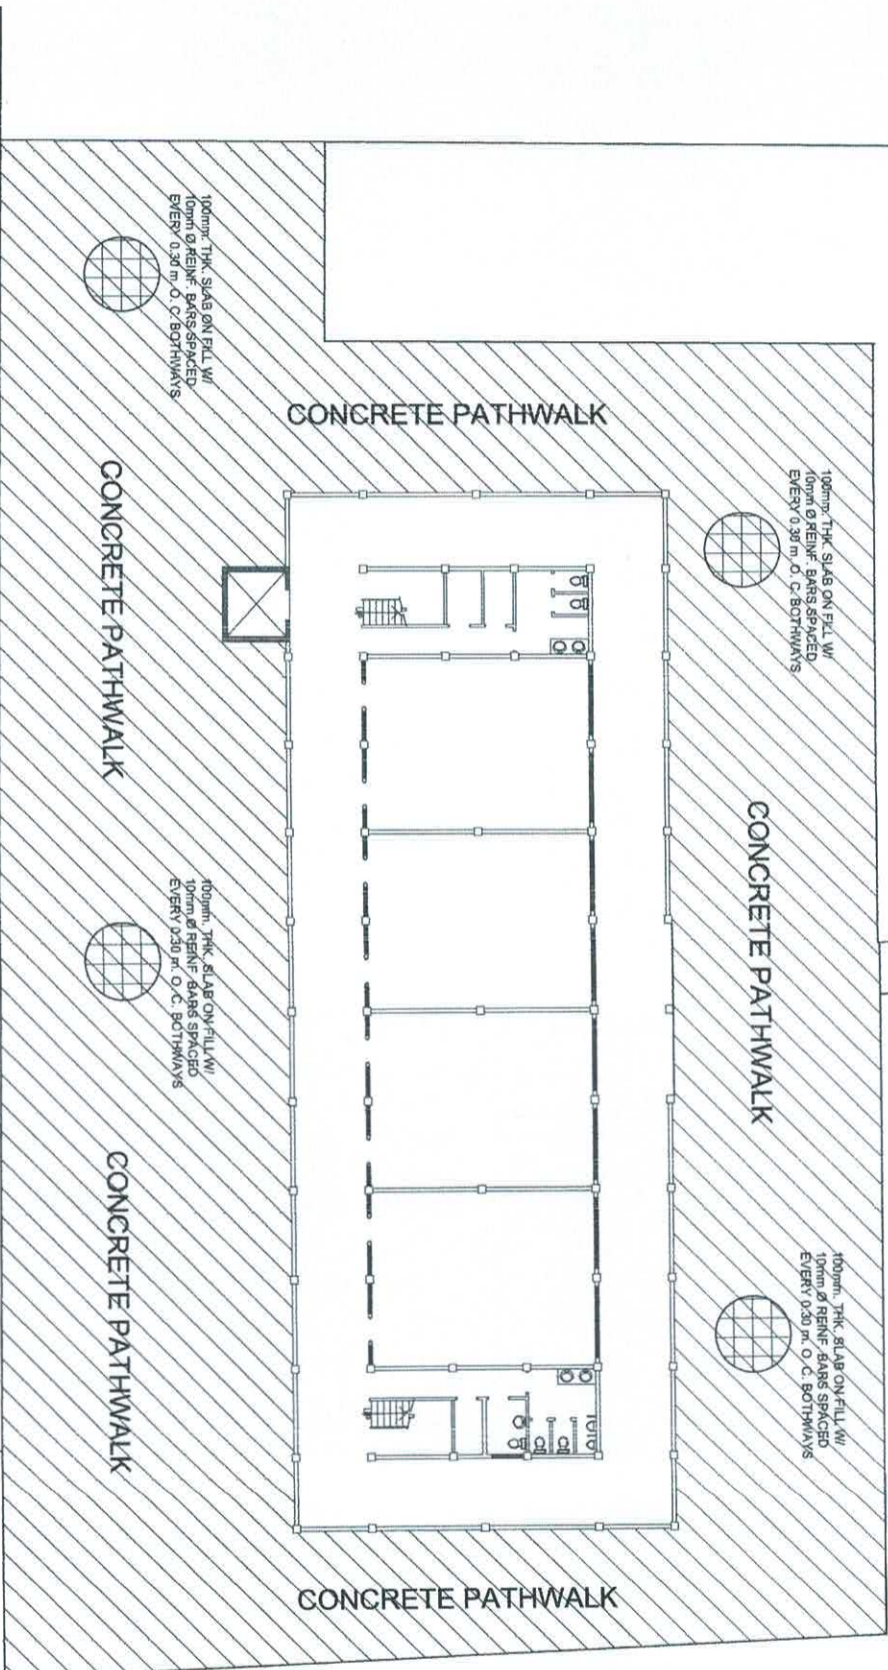 100mm. THK. SLAB ON FILL W/
10mm Ø REINF. BARS SPACED
EVERY 0.30 m. O. C. BOTHWAYS
CONCRETE PATHWALK
100mm. THK. SLAB ON FILL W/
10mm Ø REINF. BARS SPACED
EVERY 0.30 m. O. C. BOTHWAYS
CONCRETE PATHWALK
CONCRETE PATHWALK
100mm. THK. SLAB ON FILL W/
10mm Ø REINF. BARS SPACED
EVERY 0.30 m. O. C. BOTHWAYS
CONCRETE PATHWALK
100mm. THK. SLAB ON FILL W/
10mm Ø REINF. BARS SPACED
EVERY 0.30 m. O. C. BOTHWAYS
CONCRETE PATHWALK